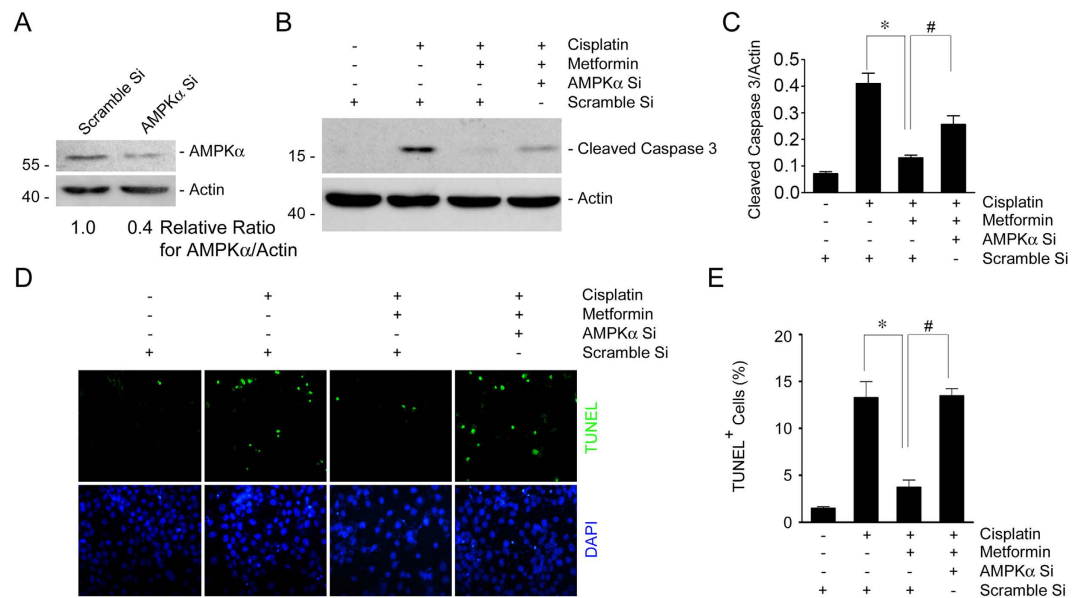 A
Scramble Si
AMPKα Si
55 -
- AMPKα
40 -
- Actin
1.0 0.4 Relative Ratio
for AMPKα/Actin
B
- + + + Cisplatin
- - + + Metformin
- - - + AMPKα Si
+ + + - Scramble Si
15 -
- Cleaved Caspase 3
40 -
- Actin
C
* #
Cleaved Caspase 3/Actin
0.5
0.4
0.3
0.2
0.1
0.0
- + + + Cisplatin
- - + + Metformin
- - - + AMPKα Si
+ + + - Scramble Si
D
- + + + Cisplatin
- - + + Metformin
- - - + AMPKα Si
+ + + - Scramble Si
TUNEL
DAPI
E
* #
TUNEL+ Cells (%)
20
15
10
5
0
- + + + Cisplatin
- - + + Metformin
- - - + AMPKα Si
+ + + - Scramble Si